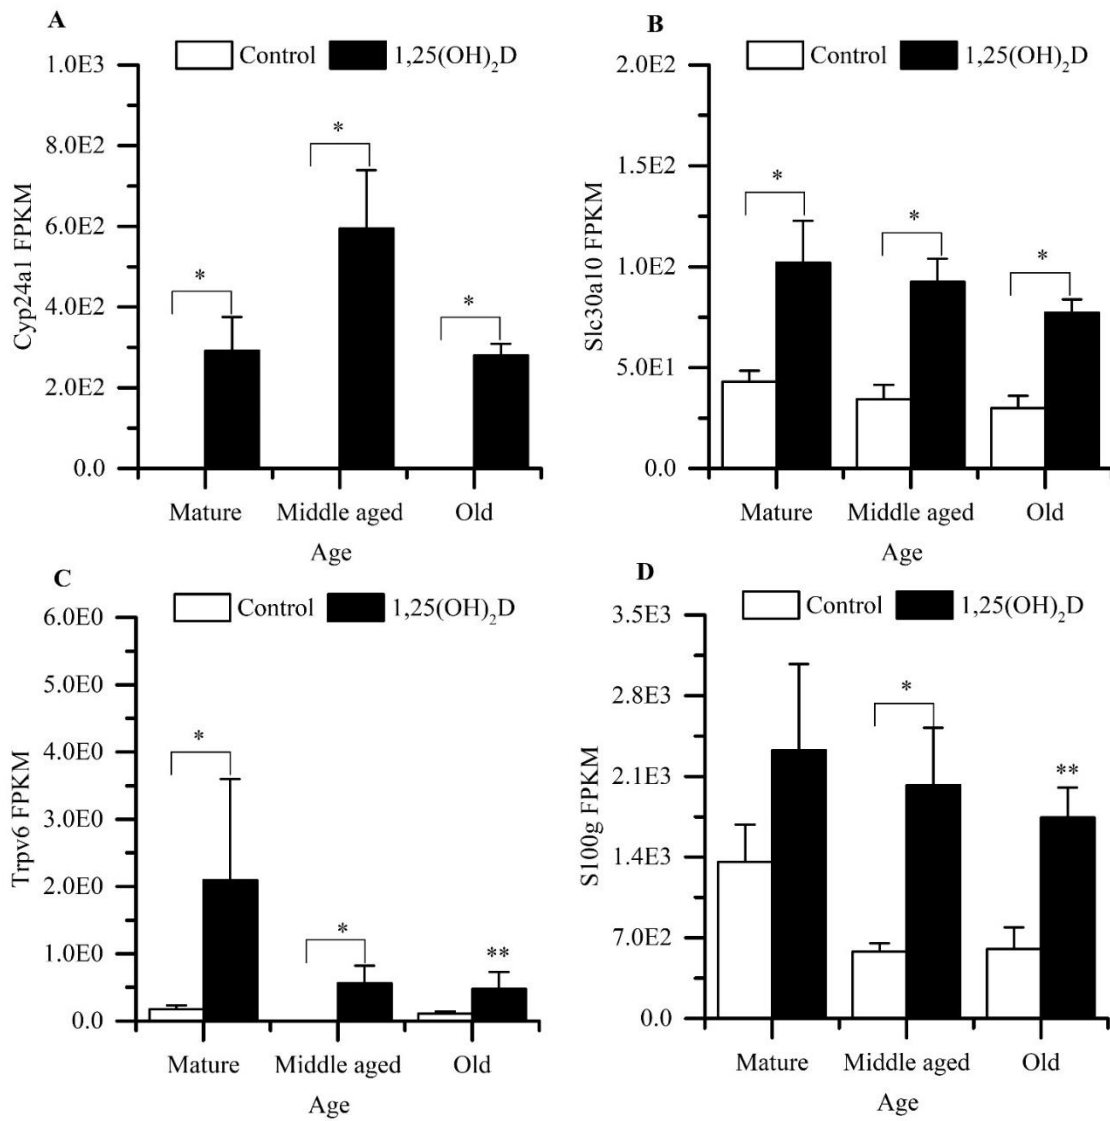 A
Control 1,25(OH)₂D
1.0E3
8.0E2
6.0E2
4.0E2
2.0E2
0.0
Cyp24a1 FPKM
*
*
*
Mature Middle aged Old
Age
B
Control 1,25(OH)₂D
2.0E2
1.5E2
1.0E2
5.0E1
0.0
Slc30a10 FPKM
*
*
*
Mature Middle aged Old
Age
C
Control 1,25(OH)₂D
6.0E0
5.0E0
4.0E0
3.0E0
2.0E0
1.0E0
0.0
Trpv6 FPKM
*
*
**
Mature Middle aged Old
Age
D
Control 1,25(OH)₂D
3.5E3
2.8E3
2.1E3
1.4E3
7.0E2
0.0
S100g FPKM
*
**
Mature Middle aged Old
Age